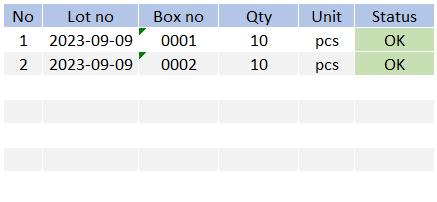 No Lot no Box no Qty Unit Status
1 2023-09-09 0001 10 pcs OK
2 2023-09-09 0002 10 pcs OK